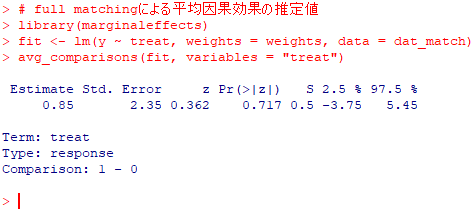 > # full matchingによる平均因果効果の推定値
> library(marginaleffects)
> fit <- lm(y ~ treat, weights = weights, data = dat_match)
> avg_comparisons(fit, variables = "treat")
Estimate Std. Error z Pr(>|z|) S 2.5 % 97.5 %
0.85 2.35 0.362 0.717 0.5 -3.75 5.45
Term: treat
Type: response
Comparison: 1 - 0
>